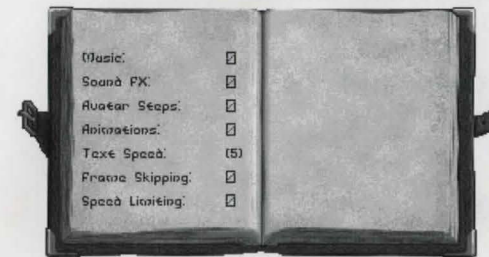 Music:
Sound FX:
Avatar Steps:
Animations:
Text Speed: (5)
Frame Skipping:
Speed Limiting: